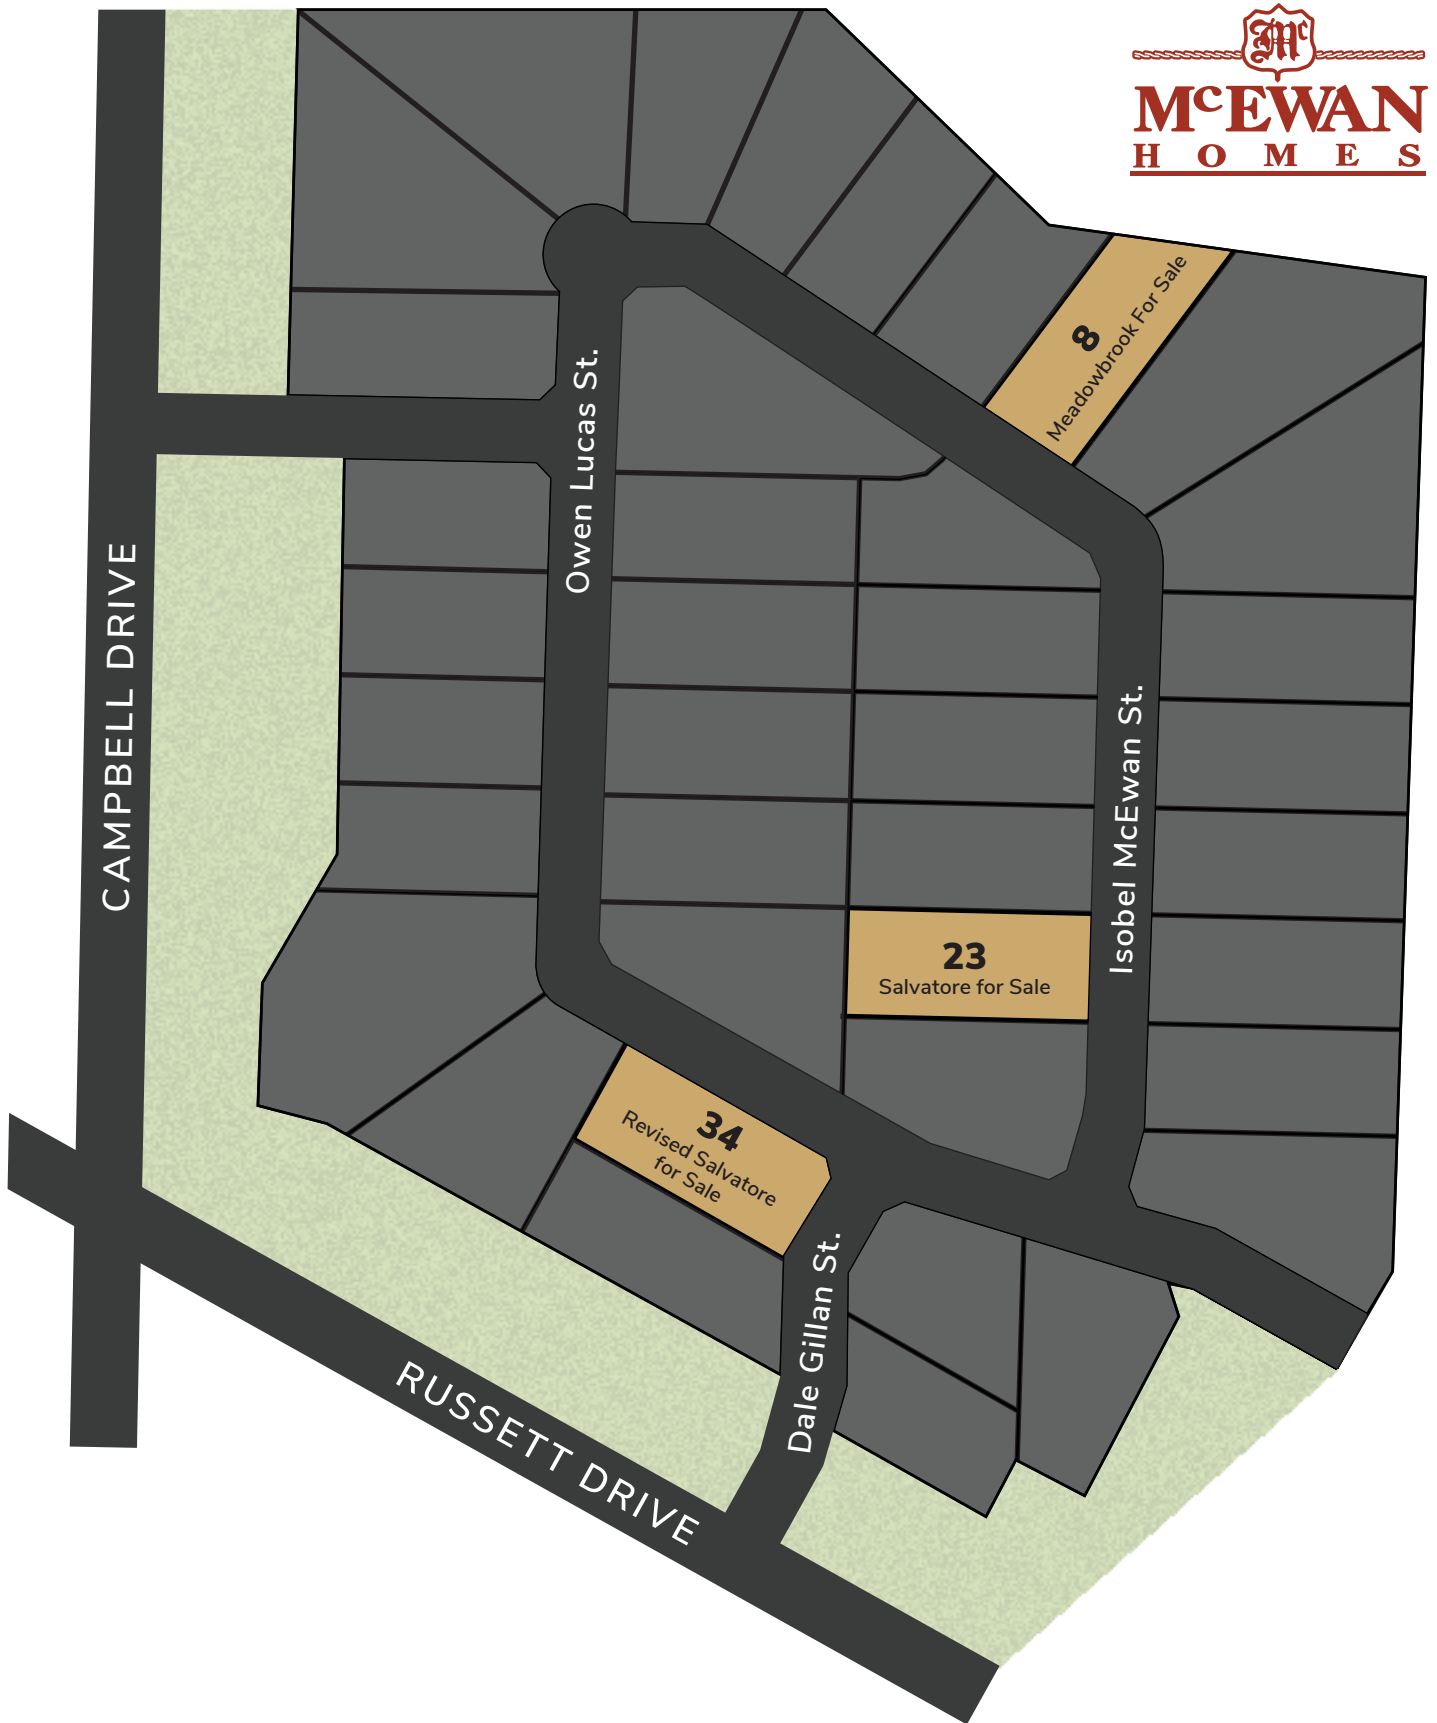 Mc
McEWAN
HOMES
8
Meadowbrook For Sale
Owen Lucas St.
CAMPBELL DRIVE
Isobel McEwan St.
23
Salvatore for Sale
34
Revised Salvatore
for Sale
Dale Gillan St.
RUSSETT DRIVE